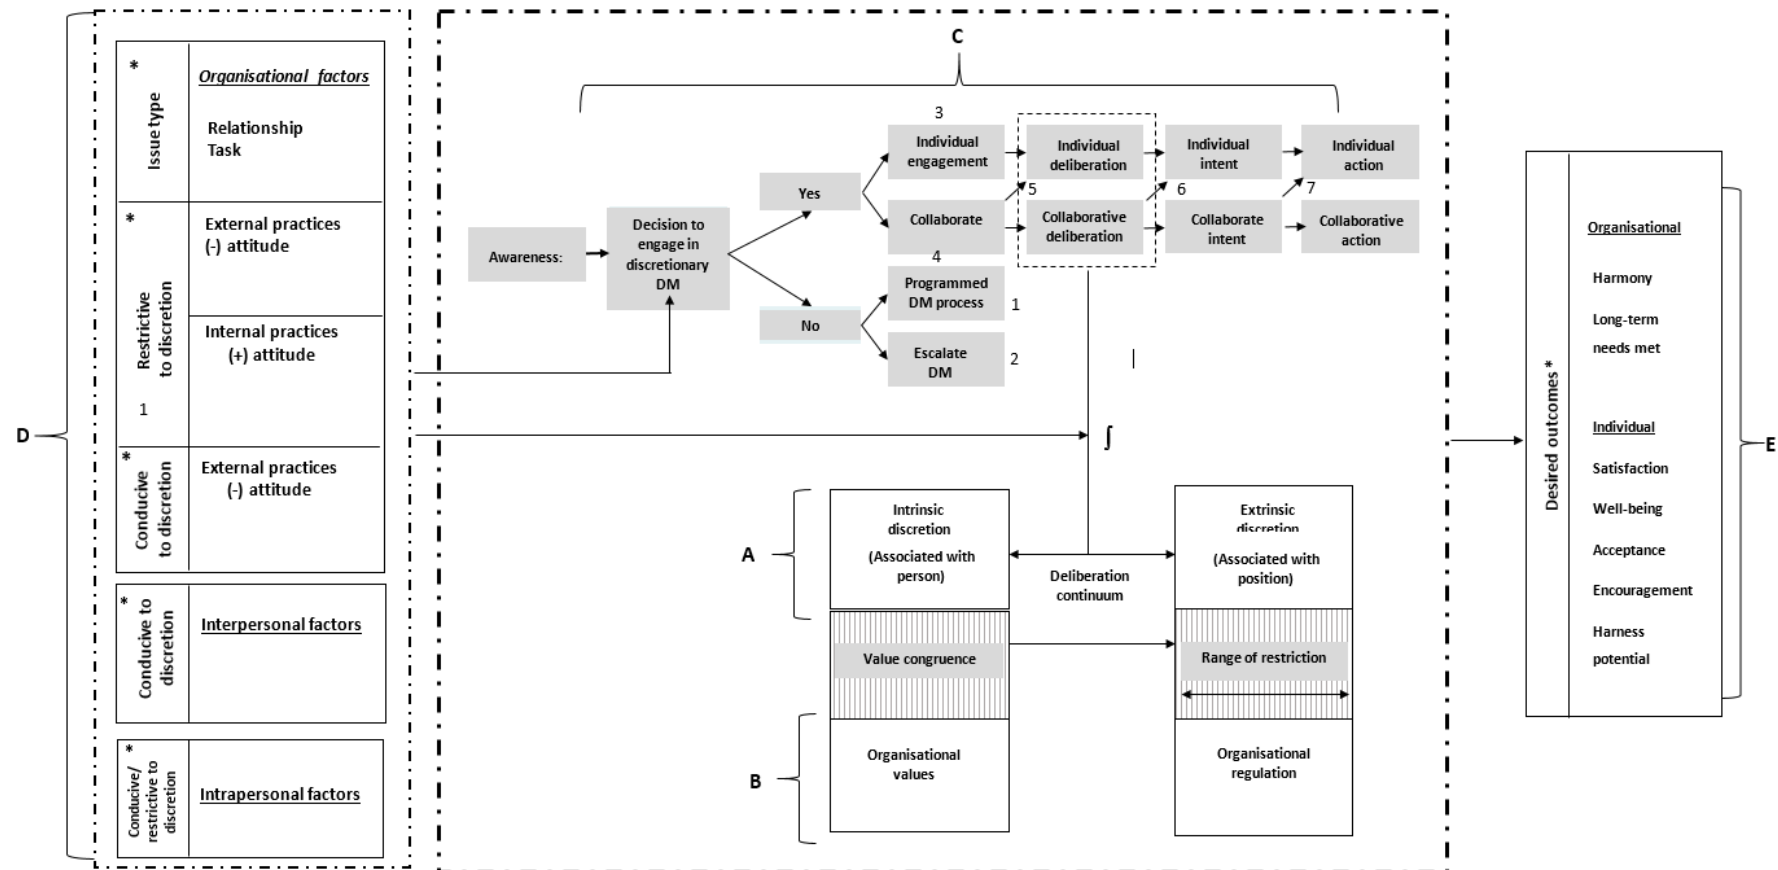 D
*
Issue type
Organisational factors
Relationship
Task
*
Restrictive
to discretion
1
External practices
(-) attitude
Internal practices
(+) attitude
*
Conducive
to discretion
External practices
(-) attitude
*
Conducive to
discretion
Interpersonal factors
*
Conducive/
restrictive to
discretion
Intrapersonal factors
C
Awareness:
Decision to
engage in
discretionary
DM
Yes
No
3
Individual
engagement
Collaborate
4
Programmed
DM process
1
Escalate
DM
2
Individual
deliberation
5
Collaborative
deliberation
Individual
intent
6
Collaborate
intent
Individual
action
7
Collaborative
action
|
∫
A
Intrinsic
discretion
(Associated with
person)
Deliberation
continuum
Extrinsic
discretion
(Associated with
position)
Value congruence
Range of restriction
B
Organisational
values
Organisational
regulation
Desired outcomes *
Organisational
Harmony
Long-term
needs met
Individual
Satisfaction
Well-being
Acceptance
Encouragement
Harness
potential
E